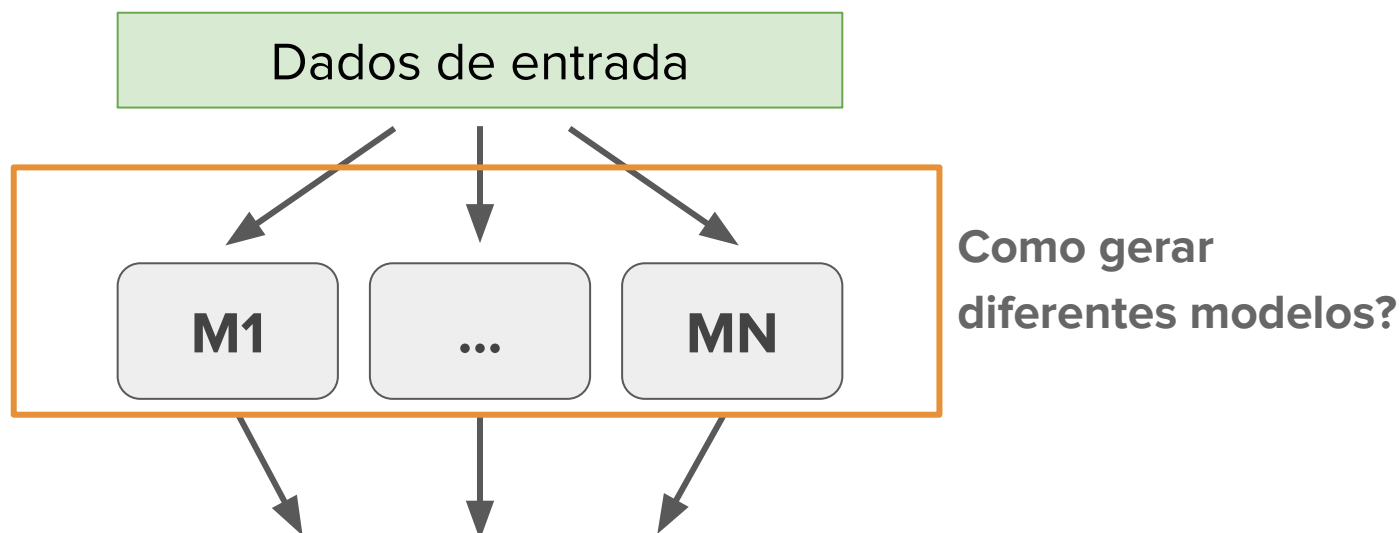 Dados de entrada
Como gerar
diferentes modelos?
M1
...
MN